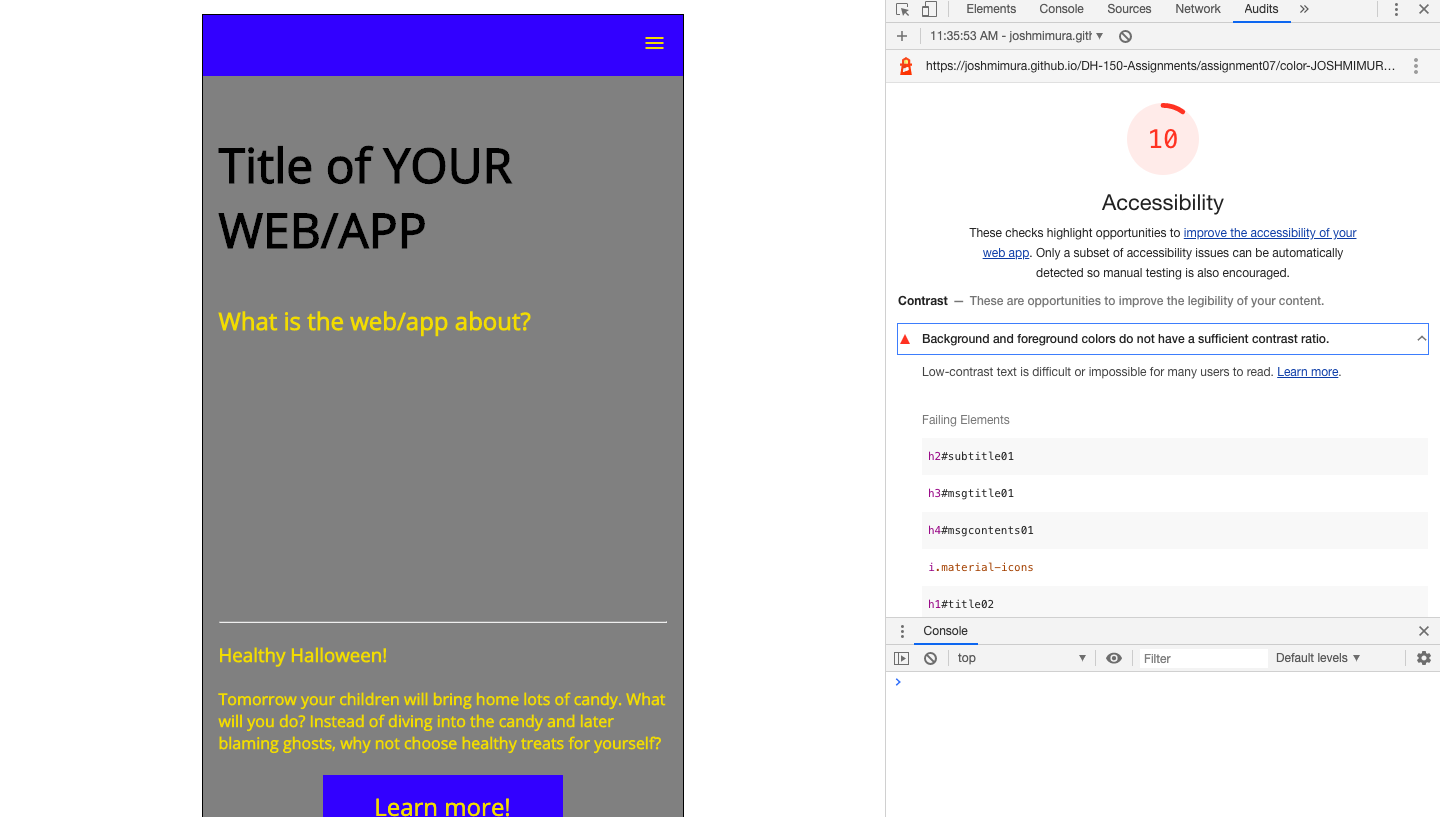 Title of YOUR
WEB/APP
What is the web/app about?
Healthy Halloween!
Tomorrow your children will bring home lots of candy. What
will you do? Instead of diving into the candy and later
blaming ghosts, why not choose healthy treats for yourself?
Learn more!
Elements Console Sources Network Audits
11:35:53 AM - joshmimura.gitl
https://joshmimura.github.io/DH-150-Assignments/assignment07/color-JOSHMIMUR…
10
Accessibility
These checks highlight opportunities to improve the accessibility of your
web app. Only a subset of accessibility issues can be automatically
detected so manual testing is also encouraged.
Contrast — These are opportunities to improve the legibility of your content.
Background and foreground colors do not have a sufficient contrast ratio.
Low-contrast text is difficult or impossible for many users to read. Learn more.
Failing Elements
h2#subtitle01
h3#msgtitle01
h4#msgcontents01
i.material-icons
h1#title02
Console
top Filter Default levels